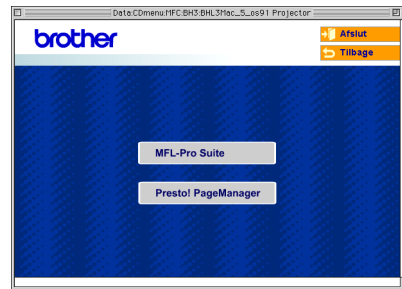 Data:CDmenu:MFC:BH3:BHL3Mac_5_os91 Projector
brother
Afslut
Tilbage
MFL-Pro Suite
Presto! PageManager